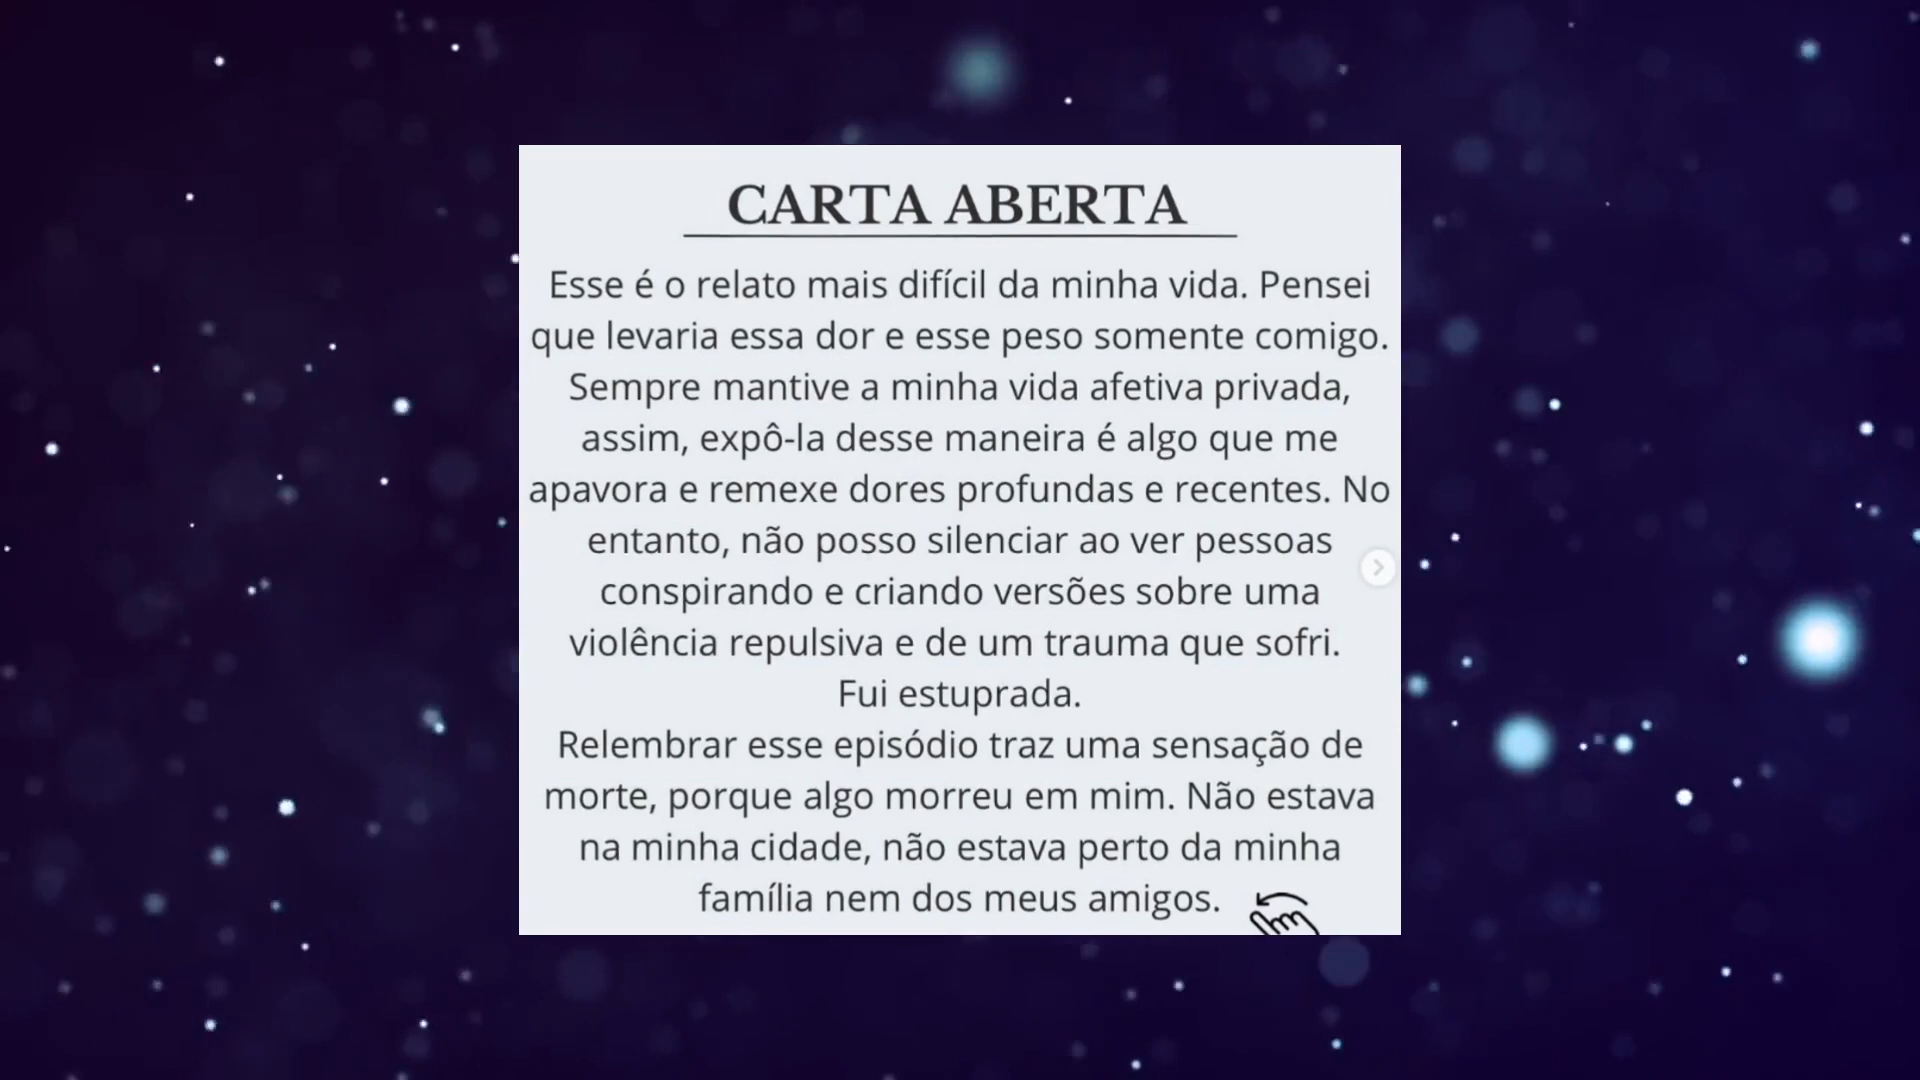 CARTA ABERTA
Esse é o relato mais difícil da minha vida. Pensei
que levaria essa dor e esse peso somente comigo.
Sempre mantive a minha vida afetiva privada,
assim, expô-la desse maneira é algo que me
apavora e remexe dores profundas e recentes. No
entanto, não posso silenciar ao ver pessoas
conspirando e criando versões sobre uma
violência repulsiva e de um trauma que sofri.
Fui estuprada.
Relembrar esse episódio traz uma sensação de
morte, porque algo morreu em mim. Não estava
na minha cidade, não estava perto da minha
família nem dos meus amigos.